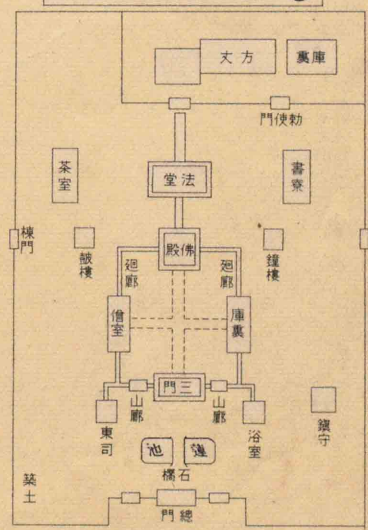 丈方
裏庫
門使勅
茶室
書寮
堂法
棟門
皷樓
殿佛
鐘樓
廻廊
廻廊
僧室
庫裏
門三
山廊
山廊
東司
浴室
鎭守
池
蓮
橋石
築土
門總